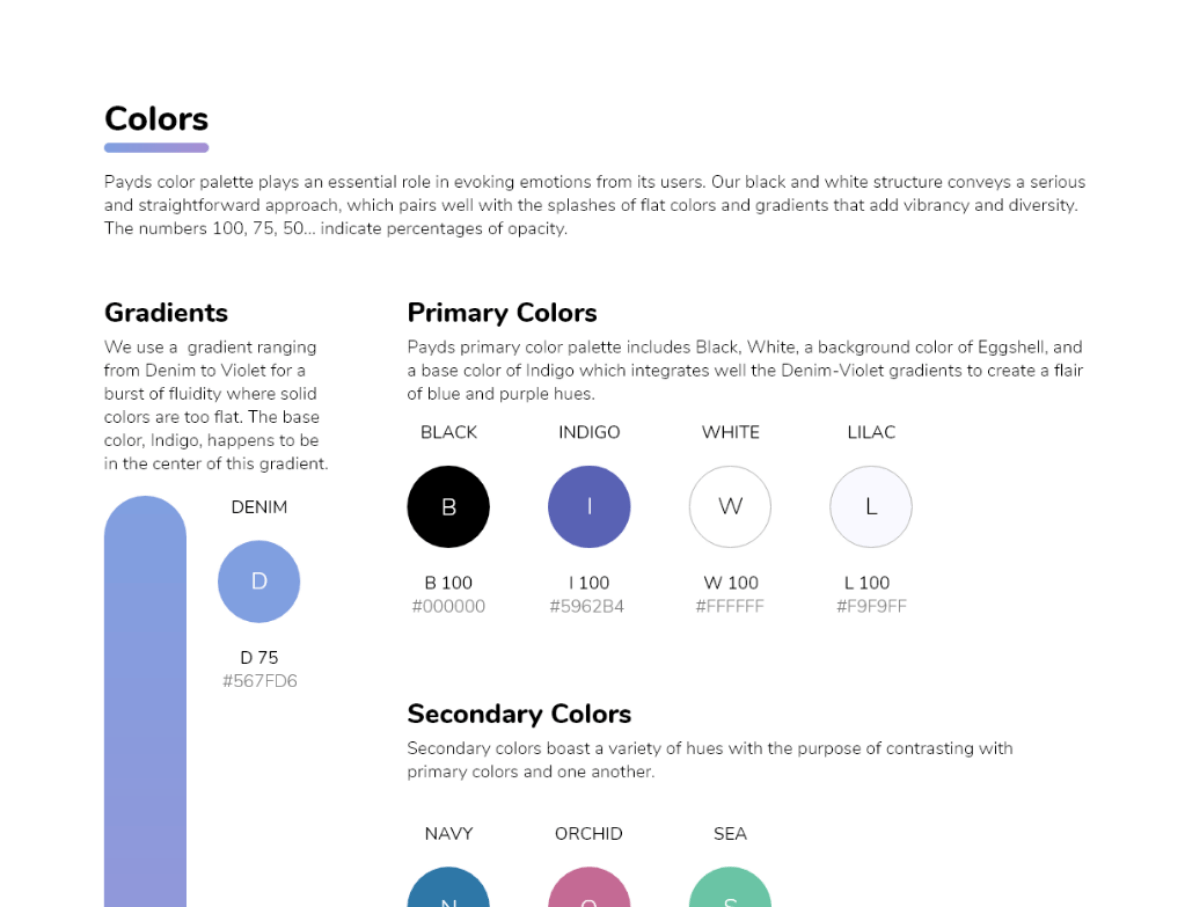 Colors
Payds color palette plays an essential role in evoking emotions from its users. Our black and white structure conveys a serious
and straightforward approach, which pairs well with the splashes of flat colors and gradients that add vibrancy and diversity.
The numbers 100, 75, 50... indicate percentages of opacity.
Gradients
We use a  gradient ranging
from Denim to Violet for a
burst of fluidity where solid
colors are too flat. The base
color, Indigo, happens to be
in the center of this gradient.
DENIM
D
D 75
#567FD6
Primary Colors
Payds primary color palette includes Black, White, a background color of Eggshell, and
a base color of Indigo which integrates well the Denim-Violet gradients to create a flair
of blue and purple hues.
BLACK INDIGO WHITE LILAC
B I W L
B 100 I 100 W 100 L 100
#000000 #5962B4 #FFFFFF #F9F9FF
Secondary Colors
Secondary colors boast a variety of hues with the purpose of contrasting with
primary colors and one another.
NAVY ORCHID SEA
N O S